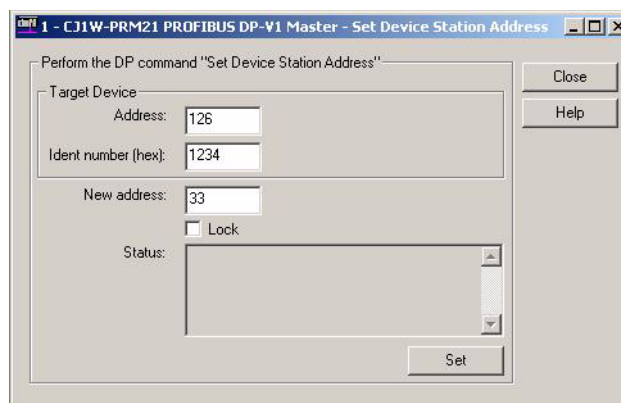 1 - CJ1W-PRM21 PROFIBUS DP-V1 Master - Set Device Station Address
Perform the DP command "Set Device Station Address"
Close
Target Device
Address: 126
Help
Ident number (hex): 1234
New address: 33
Lock
Status:
Set